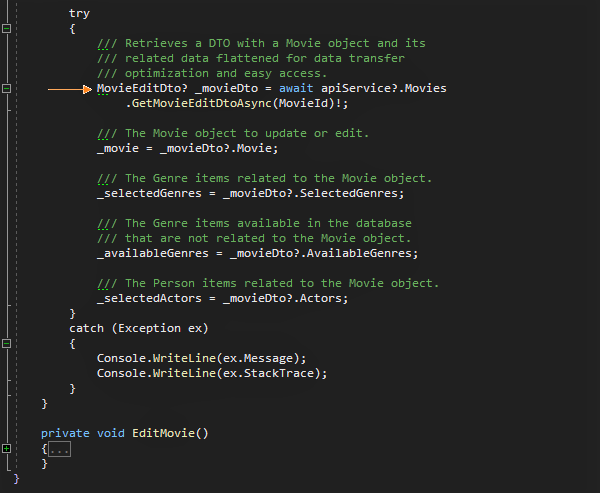 try
{
/// Retrieves a DTO with a Movie object and its
/// related data flattened for data transfer
/// optimization and easy access.
MovieEditDto? _movieDto = await apiService?.Movies
.GetMovieEditDtoAsync(MovieId)!;
/// The Movie object to update or edit.
_movie = _movieDto?.Movie;
/// The Genre items related to the Movie object.
_selectedGenres = _movieDto?.SelectedGenres;
/// The Genre items available in the database
/// that are not related to the Movie object.
_availableGenres = _movieDto?.AvailableGenres;
/// The Person items related to the Movie object.
_selectedActors = _movieDto?.Actors;
}
catch (Exception ex)
{
Console.WriteLine(ex.Message);
Console.WriteLine(ex.StackTrace);
}
}
private void EditMovie()
{...
}
}